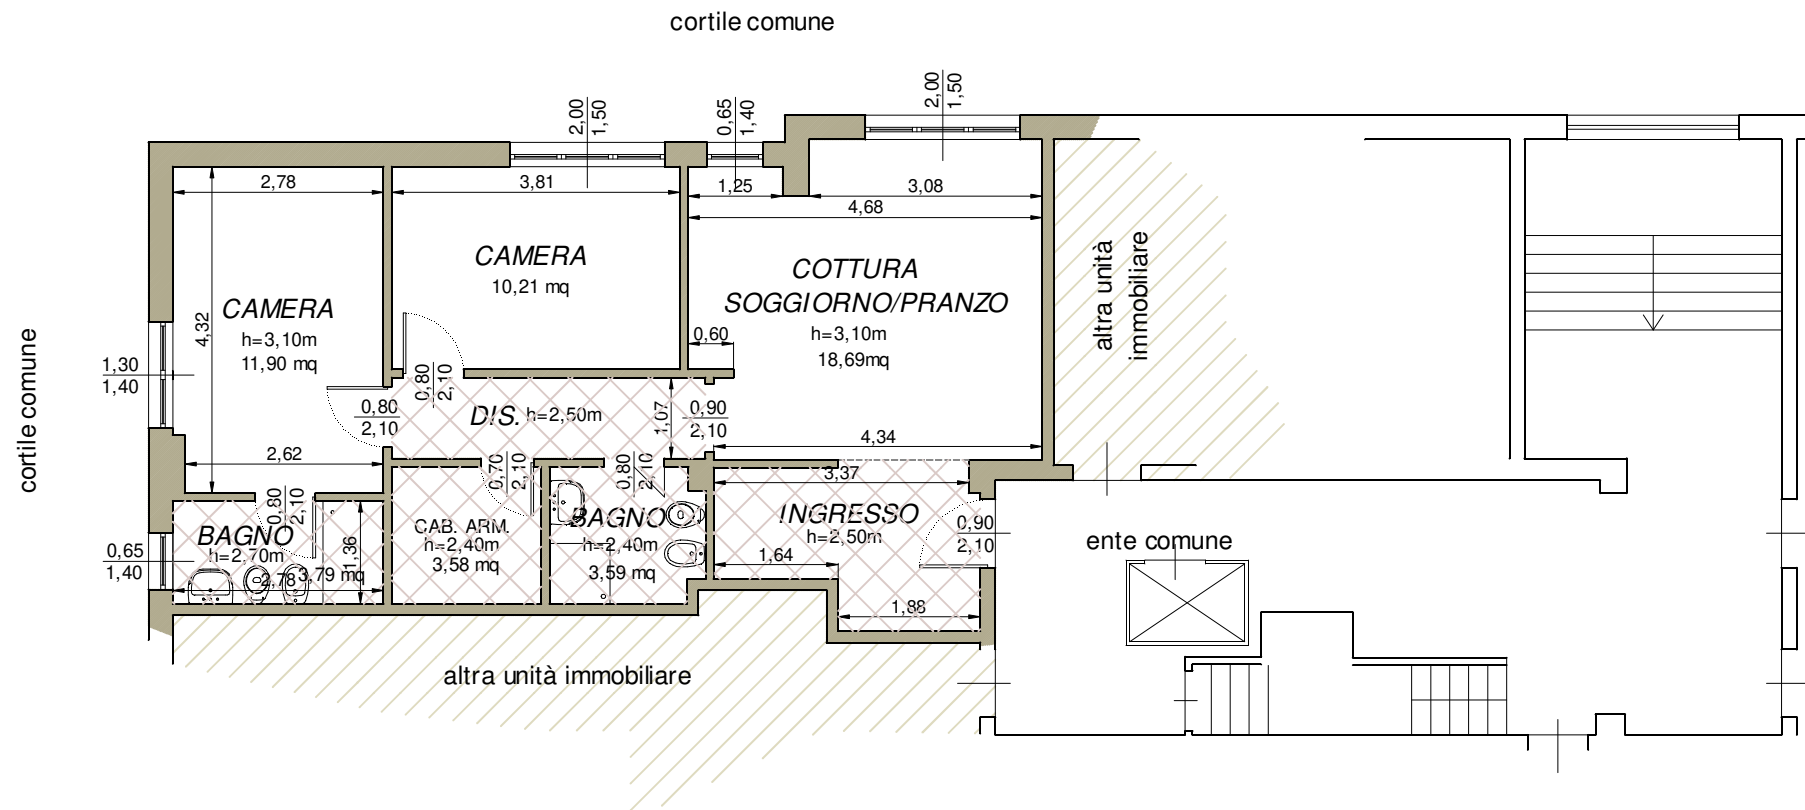 cortile comune
2,00
1,50
0,65
1,40
2,00
1,50
2,78
3,81
1,25
3,08
4,68
CAMERA
10,21 mq
COTTURA
SOGGIORNO/PRANZO
h=3,10m
18,69mq
altra unità
immobiliare
CAMERA
h=3,10m
11,90 mq
4,32
0,60
cortile comune
1,30
1,40
0,80
2,10
0,80
2,10
DIS. h=2,50m
1,07
0,90
2,10
4,34
2,62
0,70
2,10
0,80
2,10
3,37
0,80
2,10
BAGNO
h=2,70m
3,79 mq
2,78
1,36
0,65
1,40
CAB. ARM.
h=2,40m
3,58 mq
BAGNO
h=2,40m
3,59 mq
INGRESSO
h=2,50m
1,64
0,90
2,10
1,88
ente comune
altra unità immobiliare